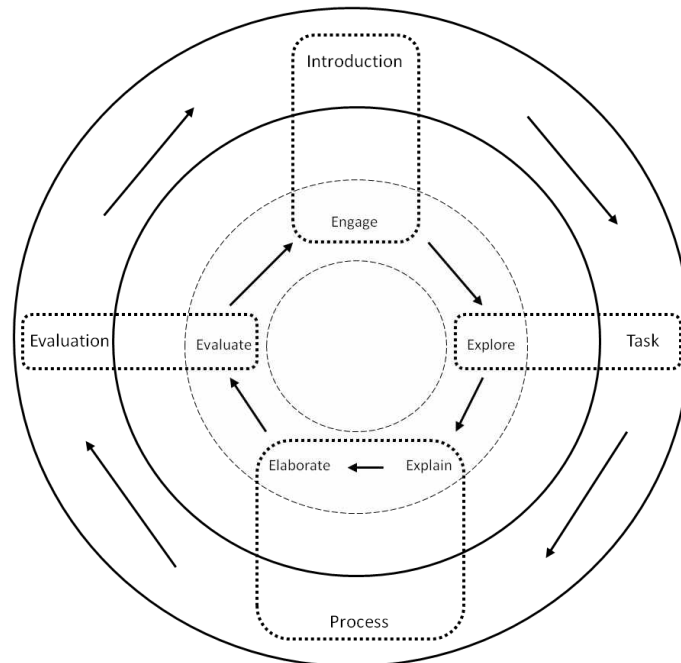 Introduction
Engage
Evaluation
Evaluate
Explore
Task
Elaborate
Explain
Process